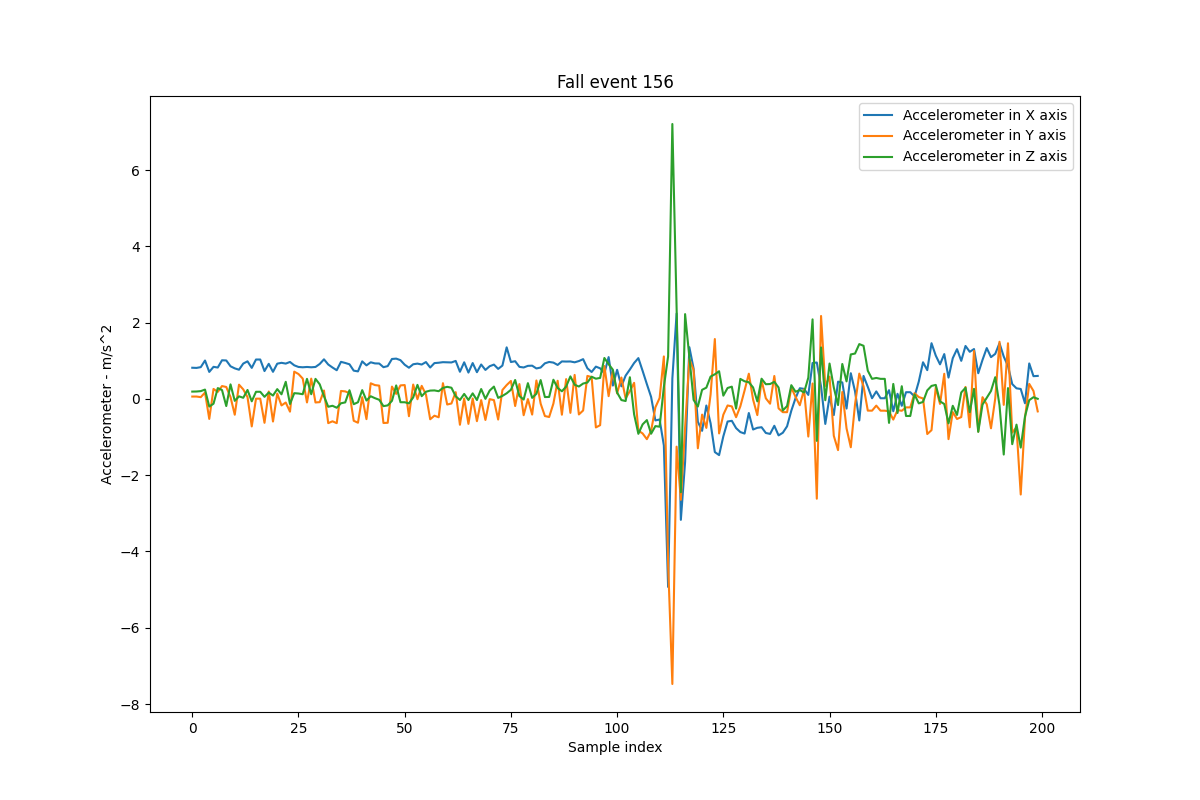 Fall event 156
Accelerometer in X axis
Accelerometer in Y axis
Accelerometer in Z axis
Accelerometer - m/s^2
6
4
2
0
−2
−4
−6
−8
0 25 50 75 100 125 150 175 200
Sample index